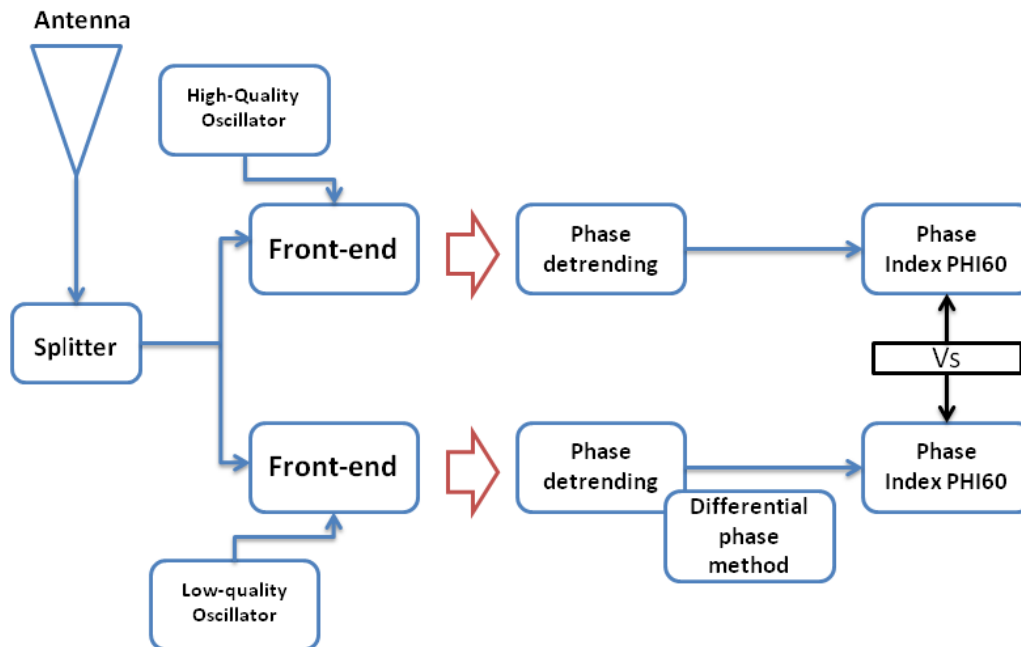 Antenna
High-Quality
Oscillator
Front-end
Phase
detrending
Phase
Index PHI60
Splitter
Vs
Front-end
Phase
detrending
Phase
Index PHI60
Differential
phase
method
Low-quality
Oscillator